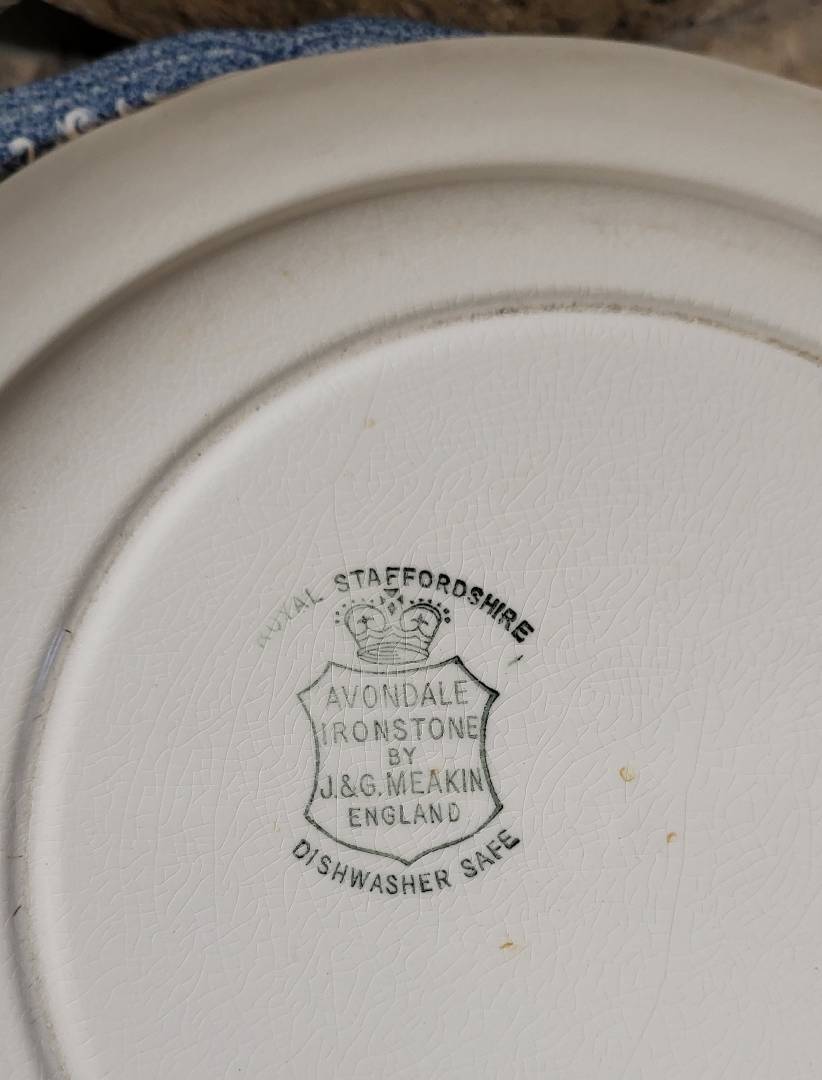 ROYAL STAFFORDSHIRE
AVONDALE
IRONSTONE
BY
J.&G. MEAKIN
ENGLAND
DISHWASHER SAFE